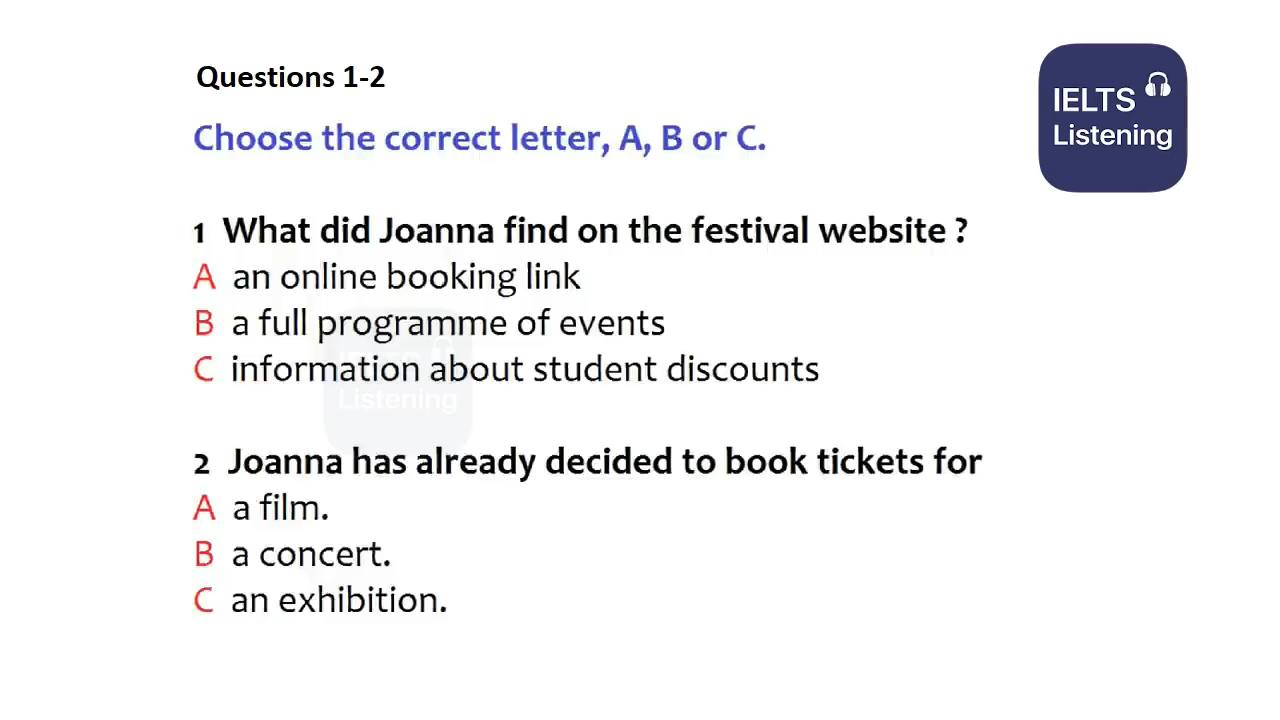 Questions 1-2
IELTS
Listening
Choose the correct letter, A, B or C.
1 What did Joanna find on the festival website ?
A an online booking link
B a full programme of events
C information about student discounts
IELTS
Listening
2 Joanna has already decided to book tickets for
A a film.
B a concert.
C an exhibition.